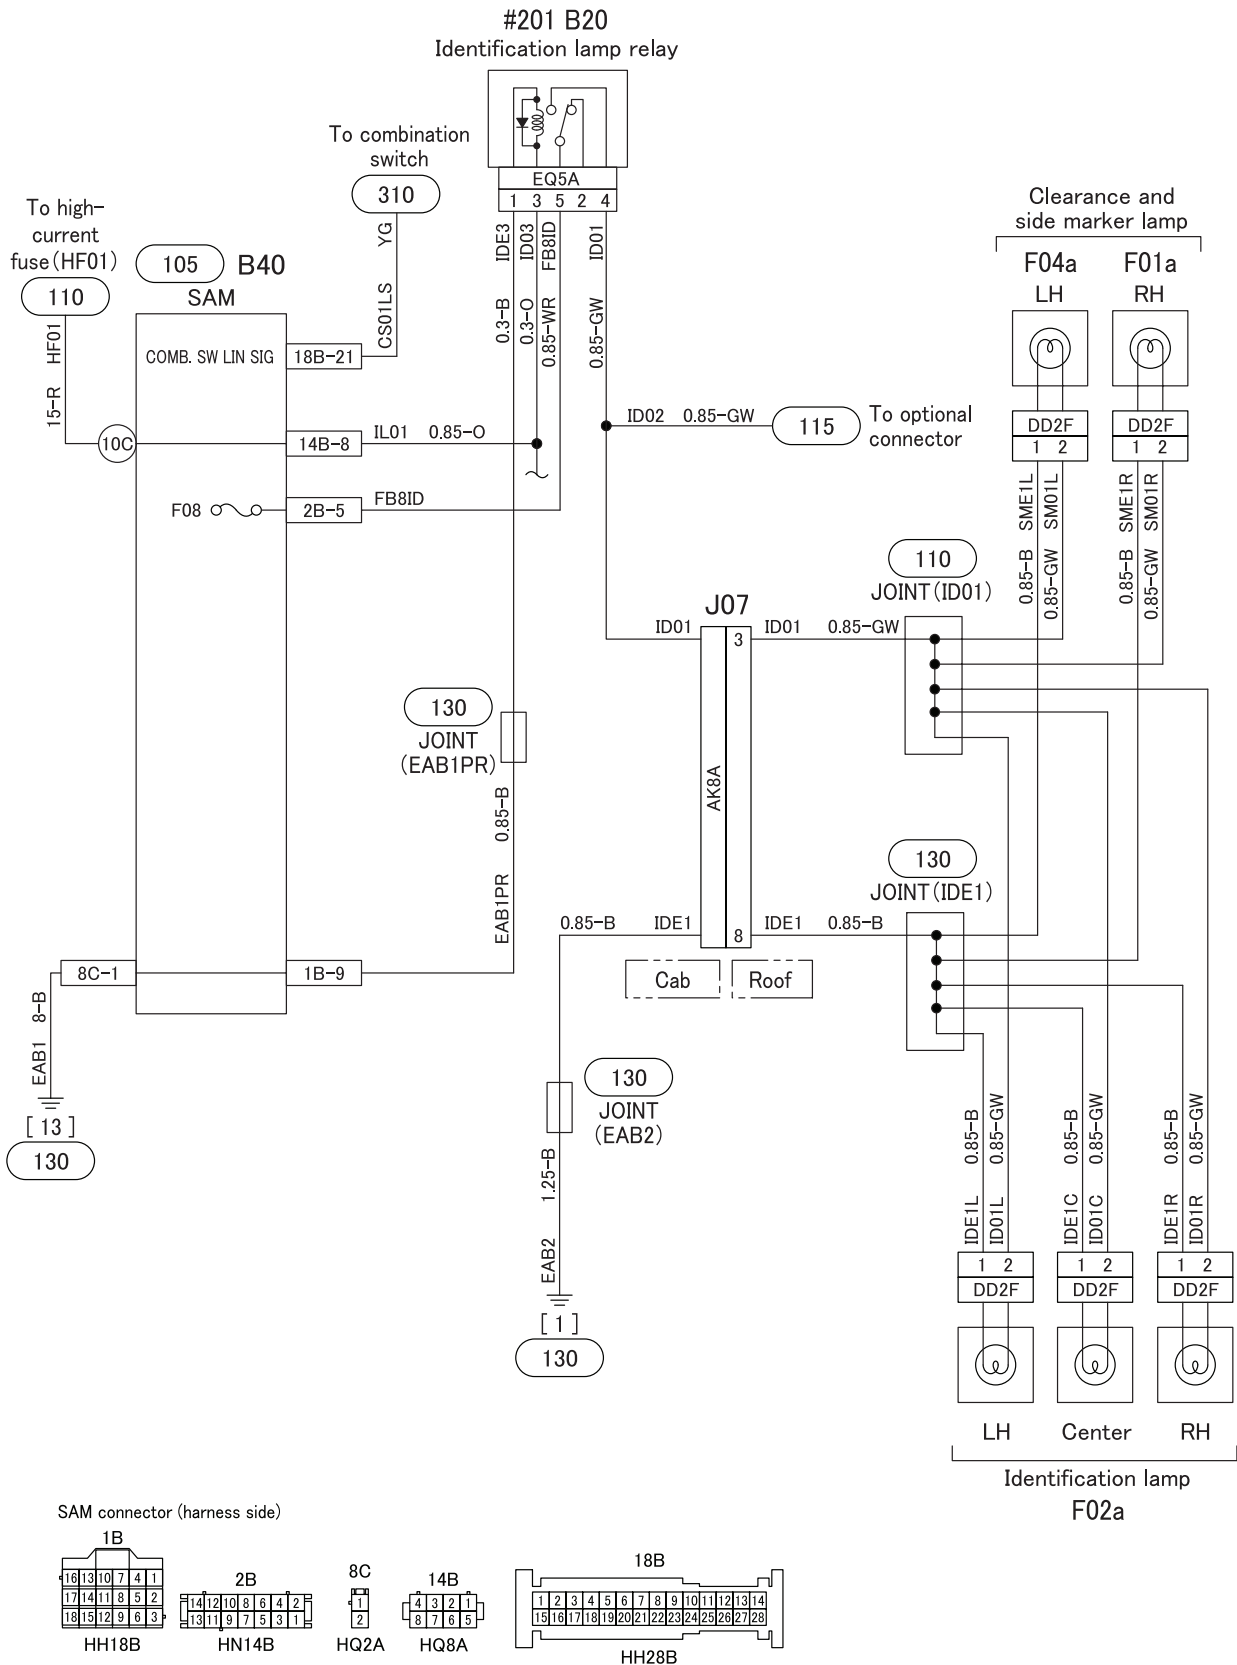 #201 B20
Identification lamp relay
To combination
switch
310
EQ5A
1 3 5 2 4
To high-
current
fuse(HF01)
110
105 B40
SAM
HF01
15-R
YG
CS01LS
IDE3
0.3-B
ID03
0.3-O
FB8ID
0.85-WR
ID01
0.85-GW
COMB. SW LIN SIG
18B-21
10C
14B-8
IL01 0.85-O
F08
2B-5
FB8ID
ID02 0.85-GW
115
To optional
connector
Clearance and
side marker lamp
F04a
LH
F01a
RH
DD2F
1 2
DD2F
1 2
SME1L
0.85-B
SM01L
0.85-GW
SME1R
0.85-B
SM01R
0.85-GW
110
JOINT(ID01)
J07
ID01
3
ID01 0.85-GW
AK8A
130
JOINT
(EAB1PR)
0.85-B
EAB1PR
130
JOINT(IDE1)
0.85-B IDE1
8
IDE1 0.85-B
Cab
Roof
8C-1
1B-9
8-B
EAB1
[ 13 ]
130
130
JOINT
(EAB2)
1.25-B
EAB2
[ 1 ]
130
0.85-B
IDE1L
0.85-GW
ID01L
0.85-B
IDE1C
0.85-GW
ID01C
0.85-B
IDE1R
0.85-GW
ID01R
1 2
DD2F
1 2
DD2F
1 2
DD2F
LH
Center
RH
Identification lamp
F02a
SAM connector (harness side)
1B
16 13 10 7 4 1
17 14 11 8 5 2
18 15 12 9 6 3
HH18B
2B
14 12 10 8 6 4 2
13 11 9 7 5 3 1
HN14B
8C
1
2
HQ2A
14B
4 3 2 1
8 7 6 5
HQ8A
18B
1 2 3 4 5 6 7 8 9 10 11 12 13 14
15 16 17 18 19 20 21 22 23 24 25 26 27 28
HH28B